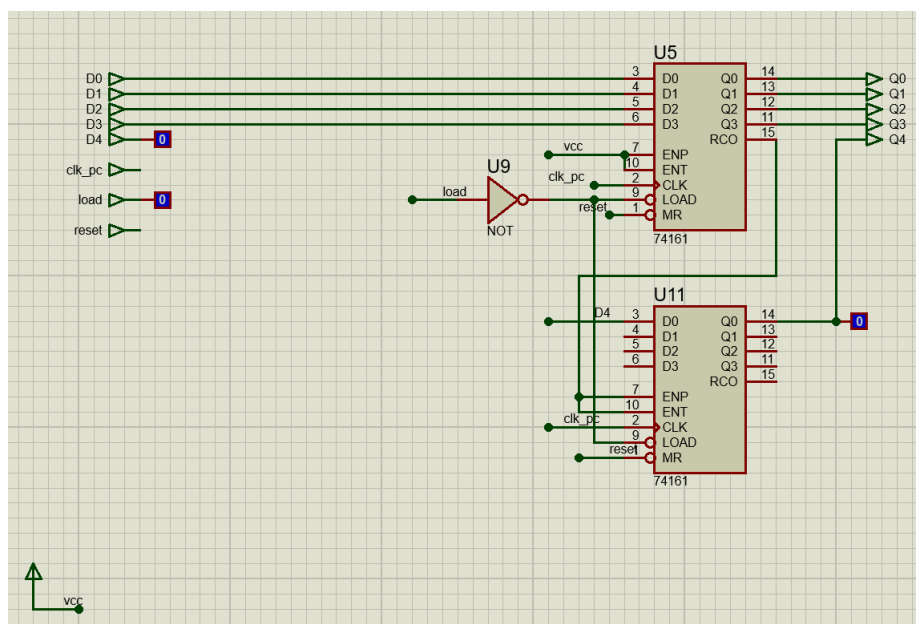 U5
D0 3 D0 Q0 14 Q0
D1 4 D1 Q1 13 Q1
D2 5 D2 Q2 12 Q2
D3 6 D3 Q3 11 Q3
D4 0 RCO 15 Q4
vcc 7 ENP
clk_pc U9 10 ENT
clk_pc 2 CLK
load 0 load 9 LOAD
reset 1 MR
reset NOT 74161
U11
D4 3 D0 Q0 14 0
4 D1 Q1 13
5 D2 Q2 12
6 D3 Q3 11
RCO 15
7 ENP
10 ENT
clk_pc 2 CLK
9 LOAD
reset 1 MR
74161
vcc